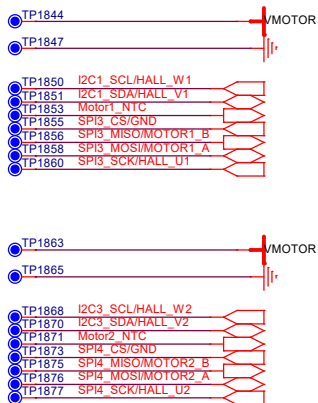 TP1844 VMOTOR
TP1847
TP1850 I2C1_SCL/HALL_W1
TP1851 I2C1_SDA/HALL_V1
TP1853 Motor1_NTC
TP1855 SPI3_CS/GND
TP1856 SPI3_MISO/MOTOR1_B
TP1858 SPI3_MOSI/MOTOR1_A
TP1860 SPI3_SCK/HALL_U1
TP1863 VMOTOR
TP1865
TP1868 I2C3_SCL/HALL_W2
TP1870 I2C3_SDA/HALL_V2
TP1871 Motor2_NTC
TP1873 SPI4_CS/GND
TP1875 SPI4_MISO/MOTOR2_B
TP1876 SPI4_MOSI/MOTOR2_A
TP1877 SPI4_SCK/HALL_U2